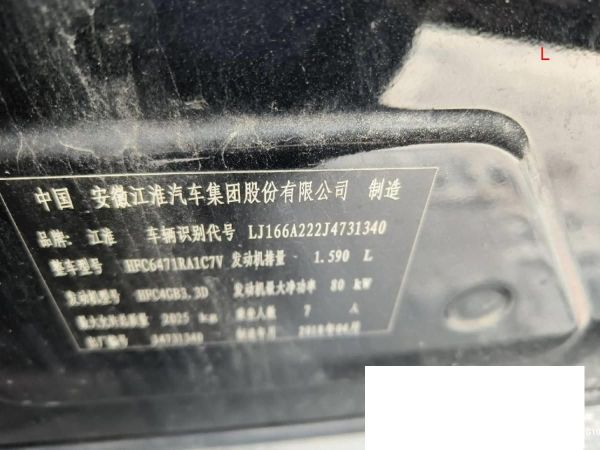 L
中国 安徽江淮汽车集团股份有限公司 制造
品牌: 江淮 车辆识别代号 LJ166A222J4731340
整车型号 HFC6471RA1C7V 发动机排量 1.590 L
发动机型号 HFC4GB3.3D 发动机最大净功率 80 kW
最大允许总质量 2025 kg 乘坐人数 7 人
出厂编号 J4731340 制造年月